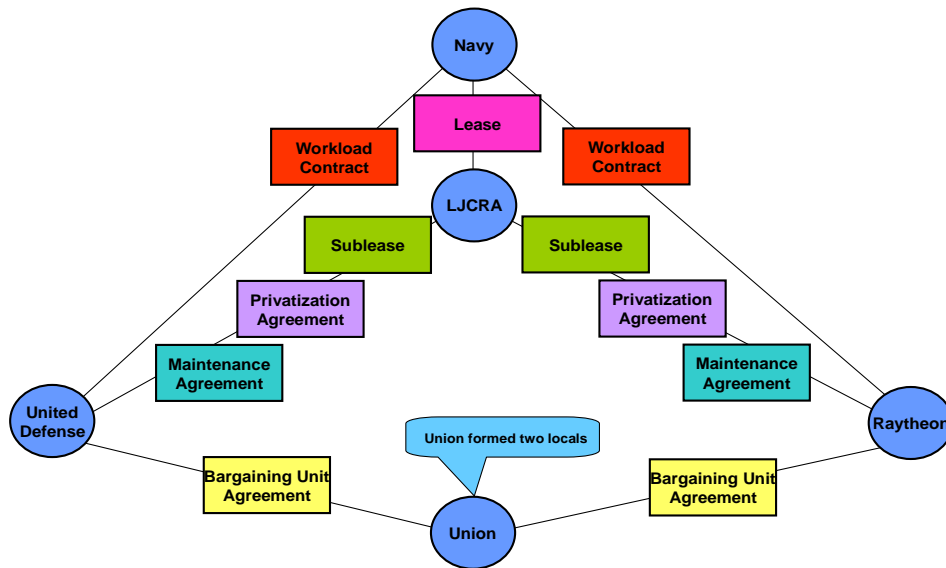 Navy
Lease
Workload
Contract
Workload
Contract
LJCRA
Sublease
Sublease
Privatization
Agreement
Privatization
Agreement
Maintenance
Agreement
Maintenance
Agreement
United
Defense
Raytheon
Union formed two locals
Bargaining Unit
Agreement
Bargaining Unit
Agreement
Union